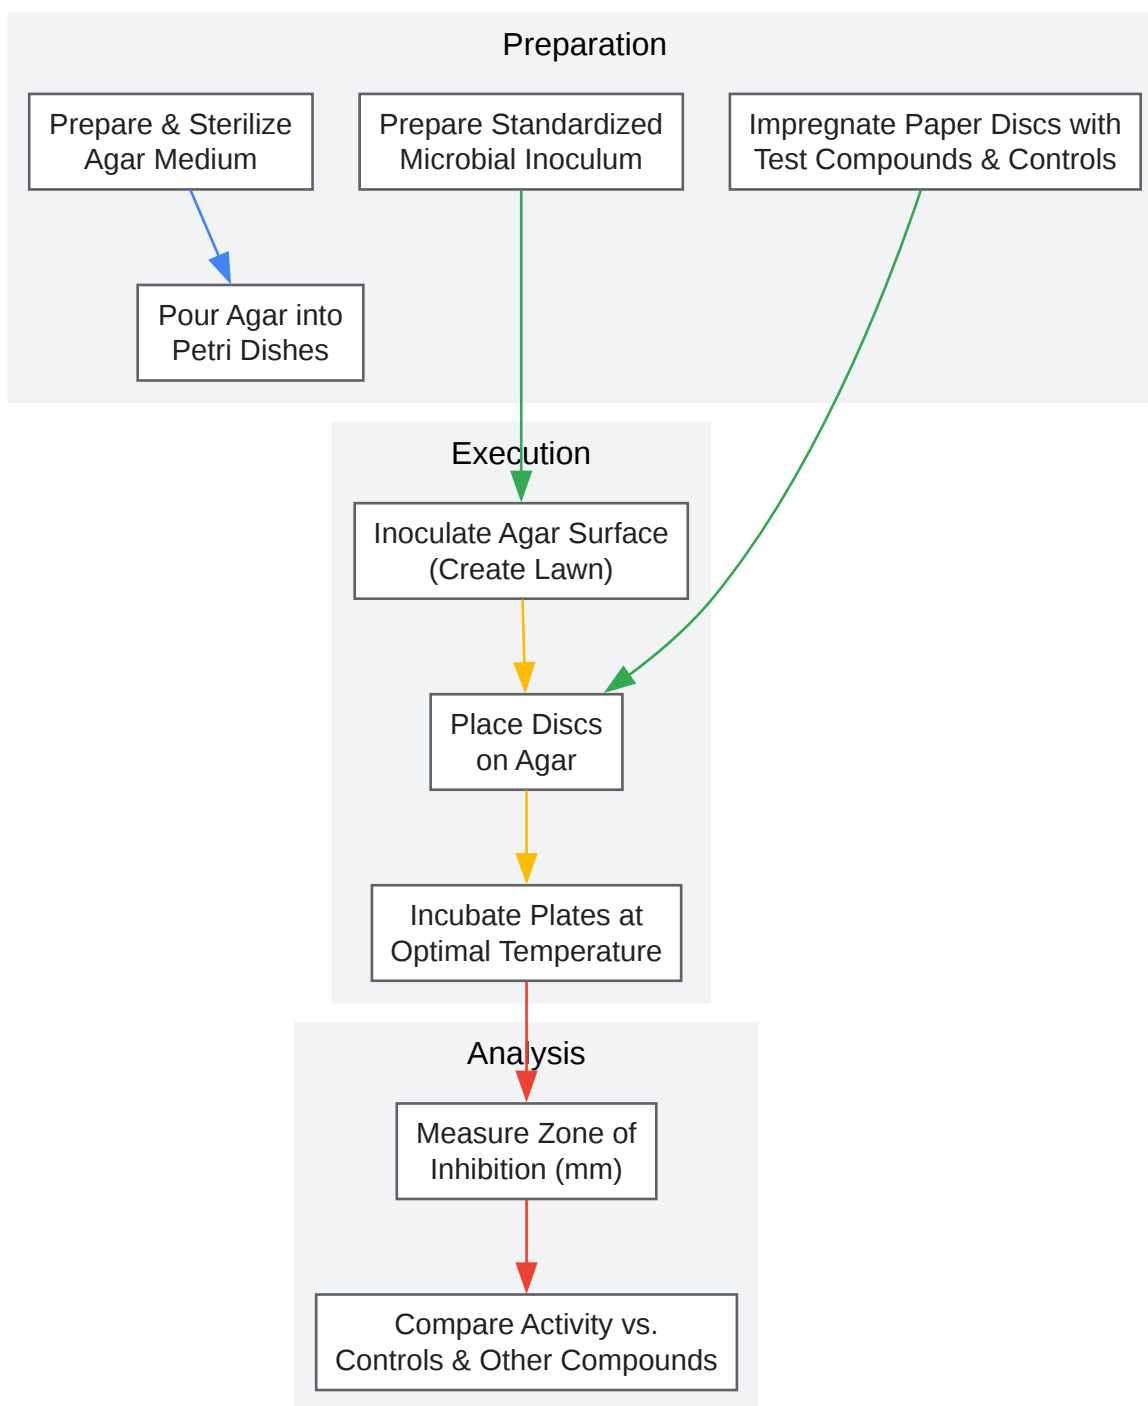 Preparation
Prepare & Sterilize
Agar Medium
Prepare Standardized
Microbial Inoculum
Impregnate Paper Discs with
Test Compounds & Controls
Pour Agar into
Petri Dishes
Execution
Inoculate Agar Surface
(Create Lawn)
Place Discs
on Agar
Incubate Plates at
Optimal Temperature
Analysis
Measure Zone of
Inhibition (mm)
Compare Activity vs.
Controls & Other Compounds